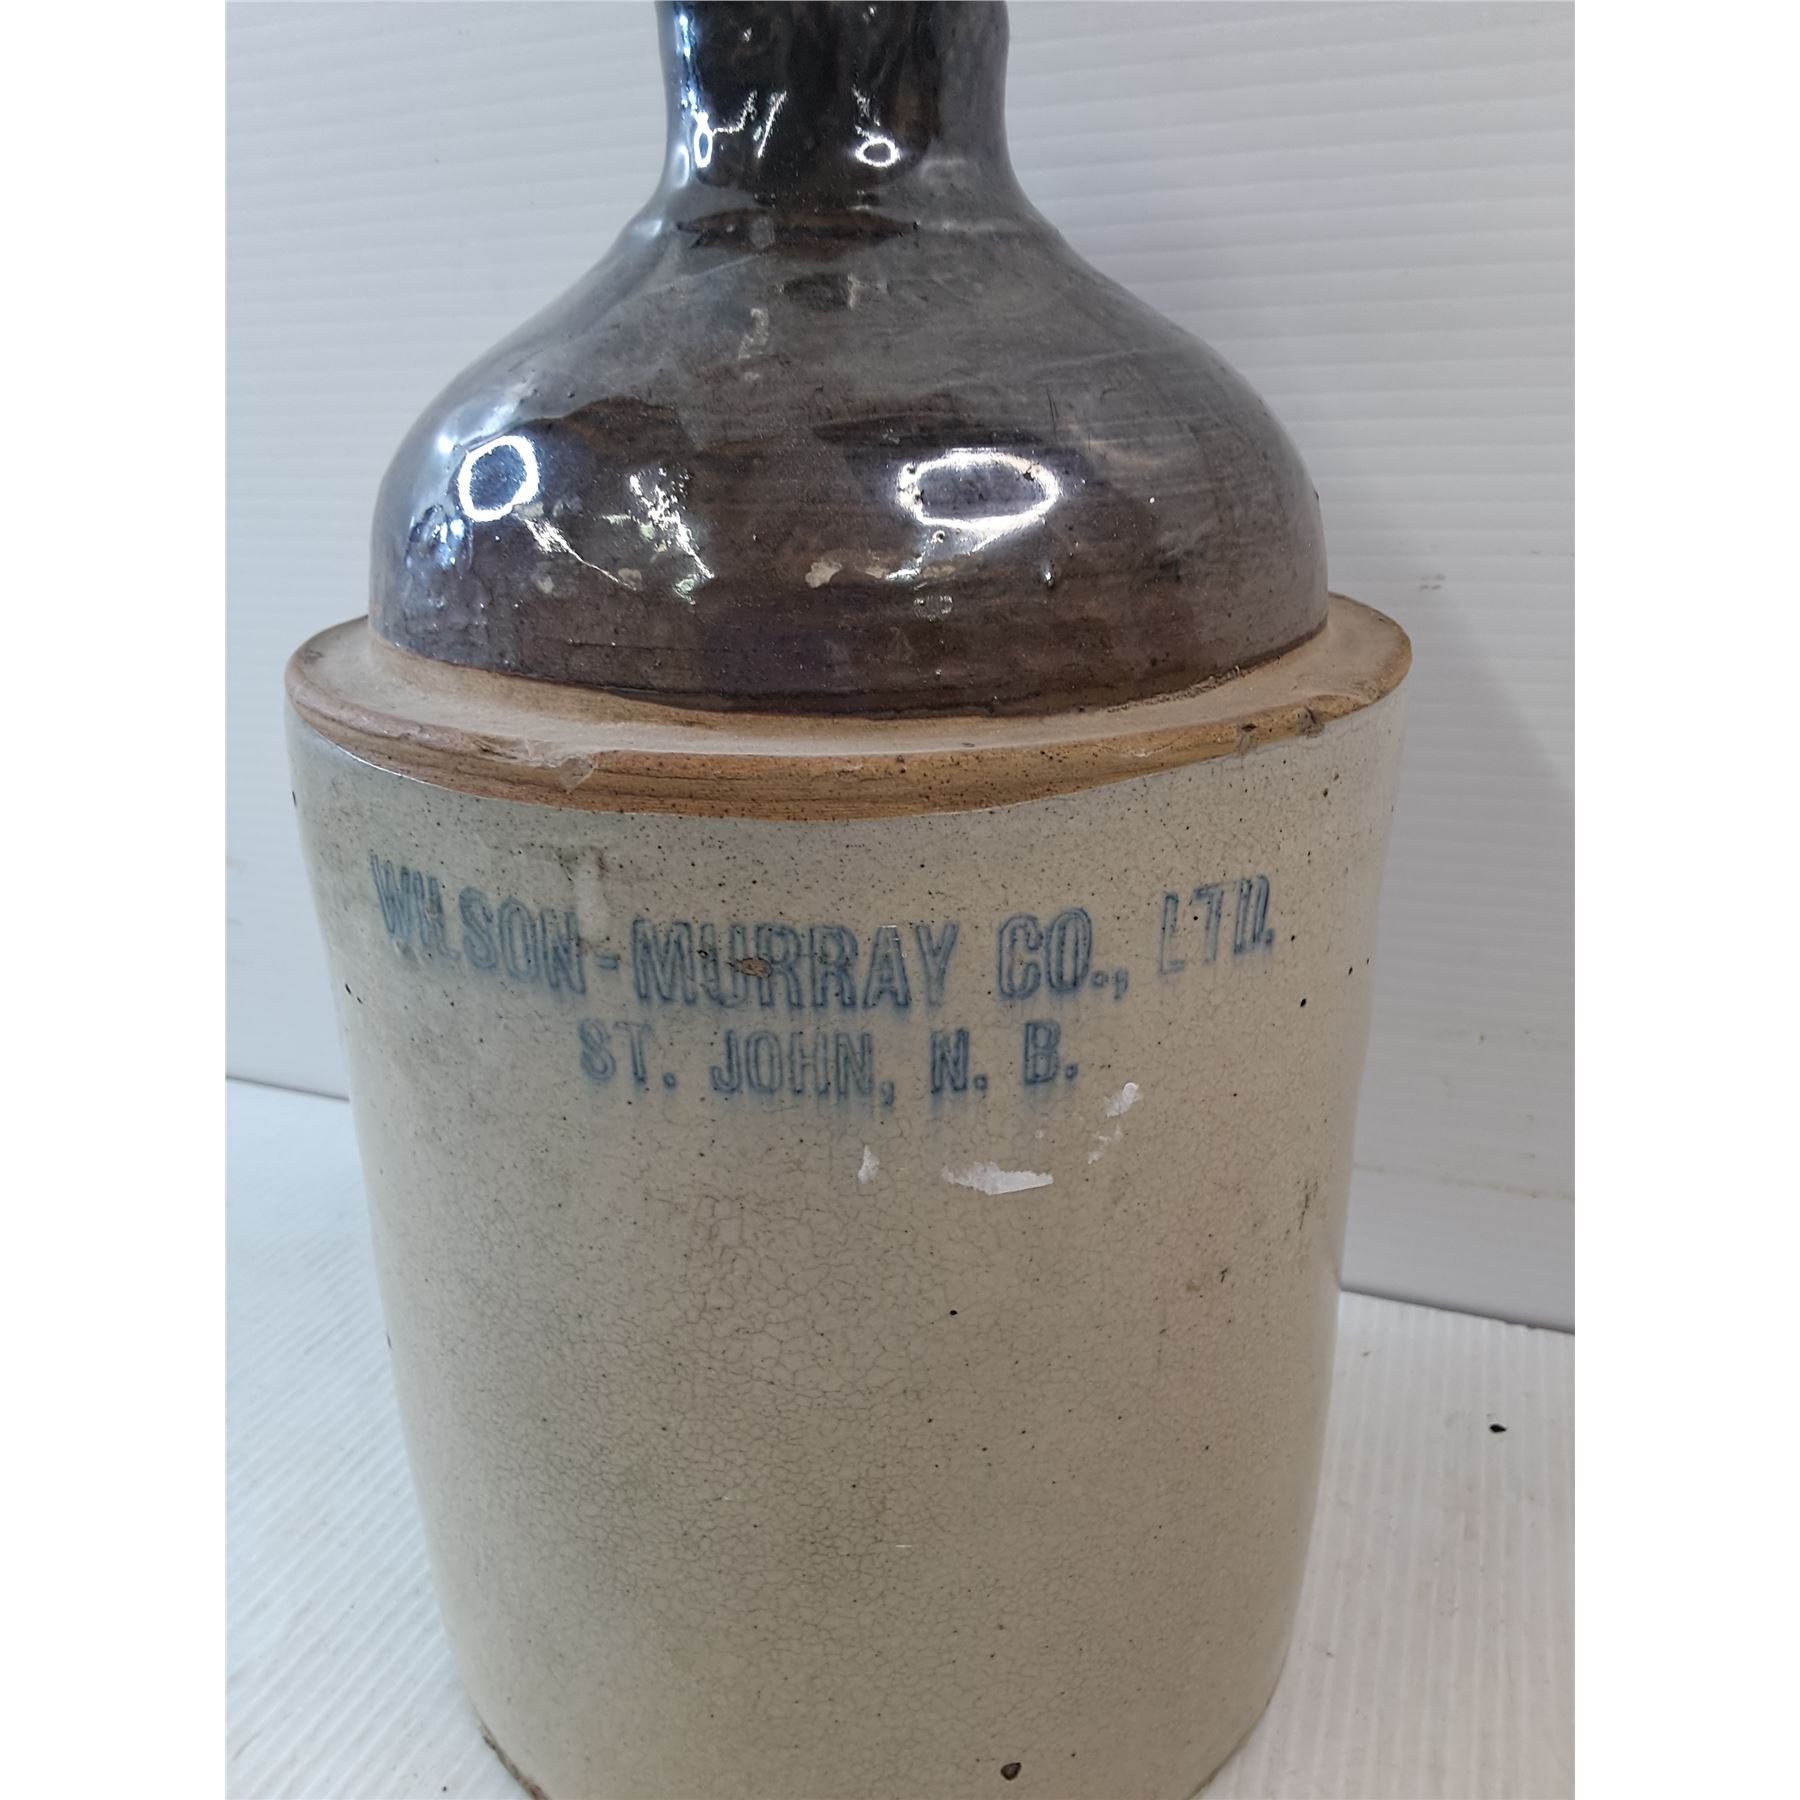 WILSON-MURRAY CO., LTD.
ST. JOHN, N. B.